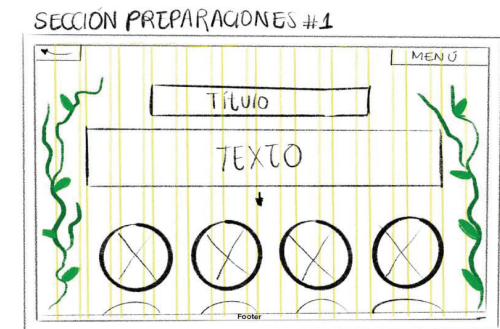 SECCIÓN PREPARACIONES #1
MENÚ
TÍTULO
TEXTO
Footer